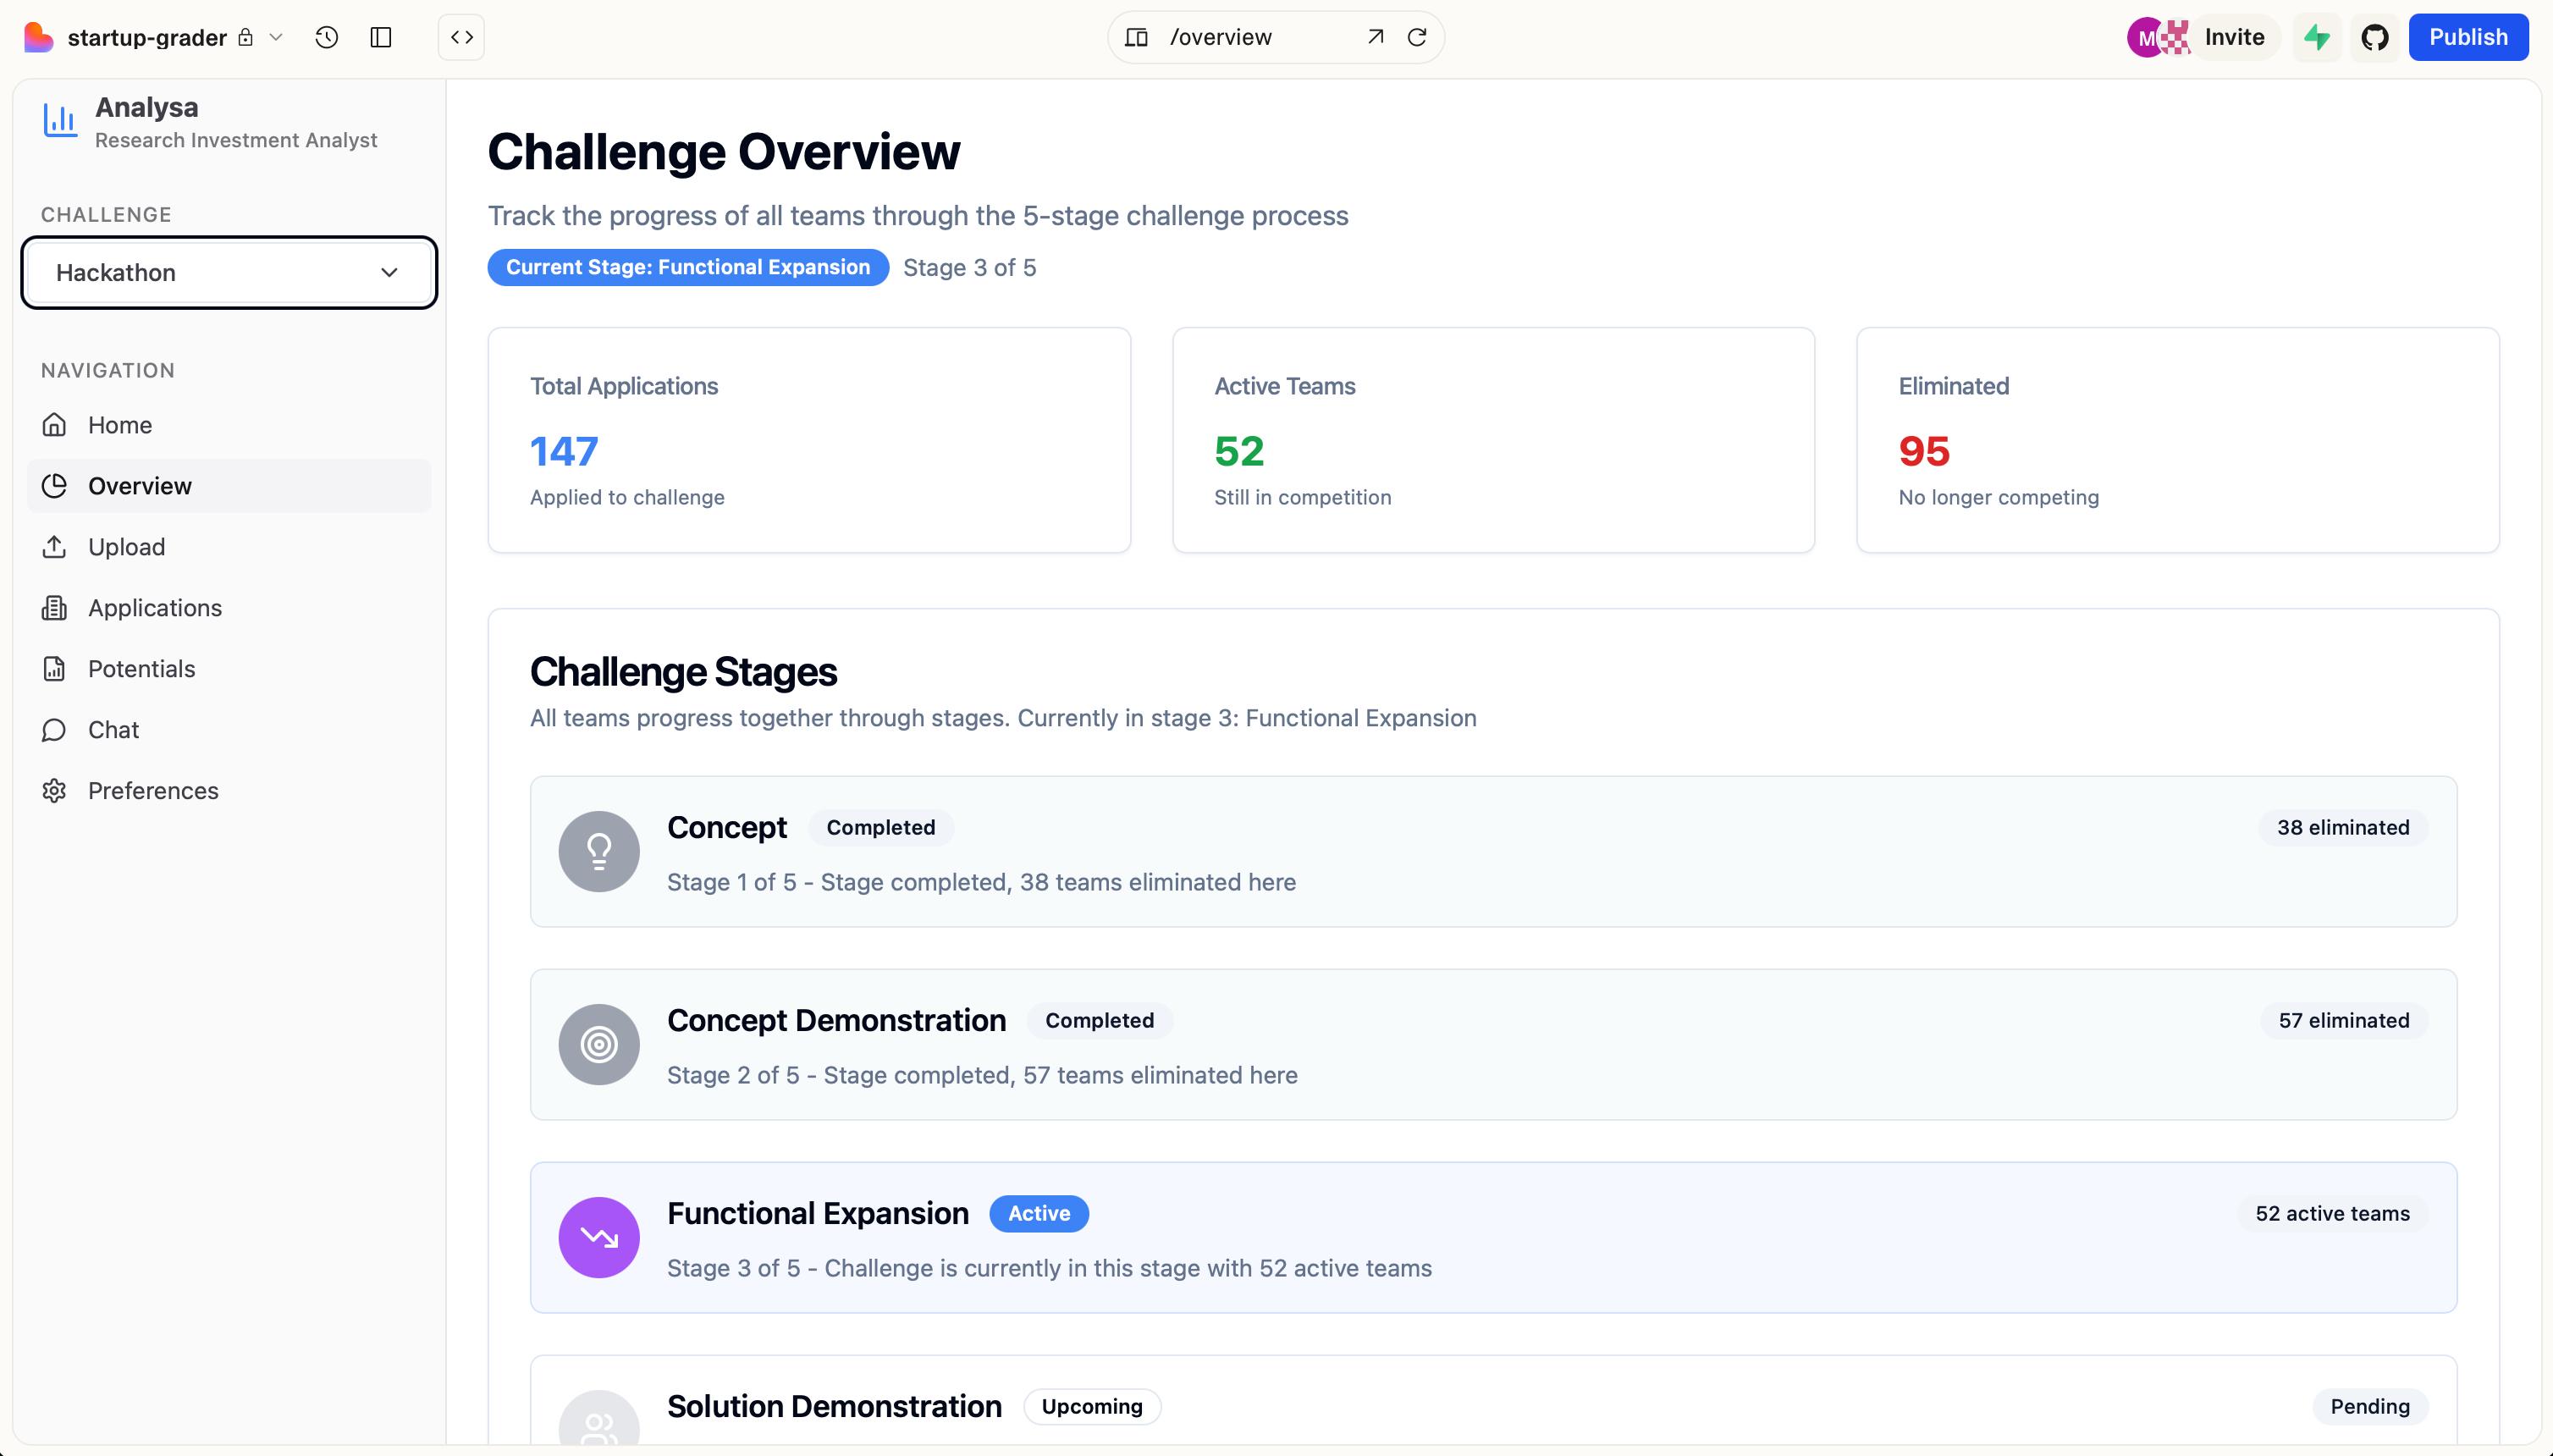 startup-grader
/overview
M
Invite
Publish
Analysa
Research Investment Analyst
CHALLENGE
Hackathon
NAVIGATION
Home
Overview
Upload
Applications
Potentials
Chat
Preferences
Challenge Overview
Track the progress of all teams through the 5-stage challenge process
Current Stage: Functional Expansion Stage 3 of 5
Total Applications
147
Applied to challenge
Active Teams
52
Still in competition
Eliminated
95
No longer competing
Challenge Stages
All teams progress together through stages. Currently in stage 3: Functional Expansion
Concept Completed 38 eliminated
Stage 1 of 5 - Stage completed, 38 teams eliminated here
Concept Demonstration Completed 57 eliminated
Stage 2 of 5 - Stage completed, 57 teams eliminated here
Functional Expansion Active 52 active teams
Stage 3 of 5 - Challenge is currently in this stage with 52 active teams
Solution Demonstration Upcoming Pending